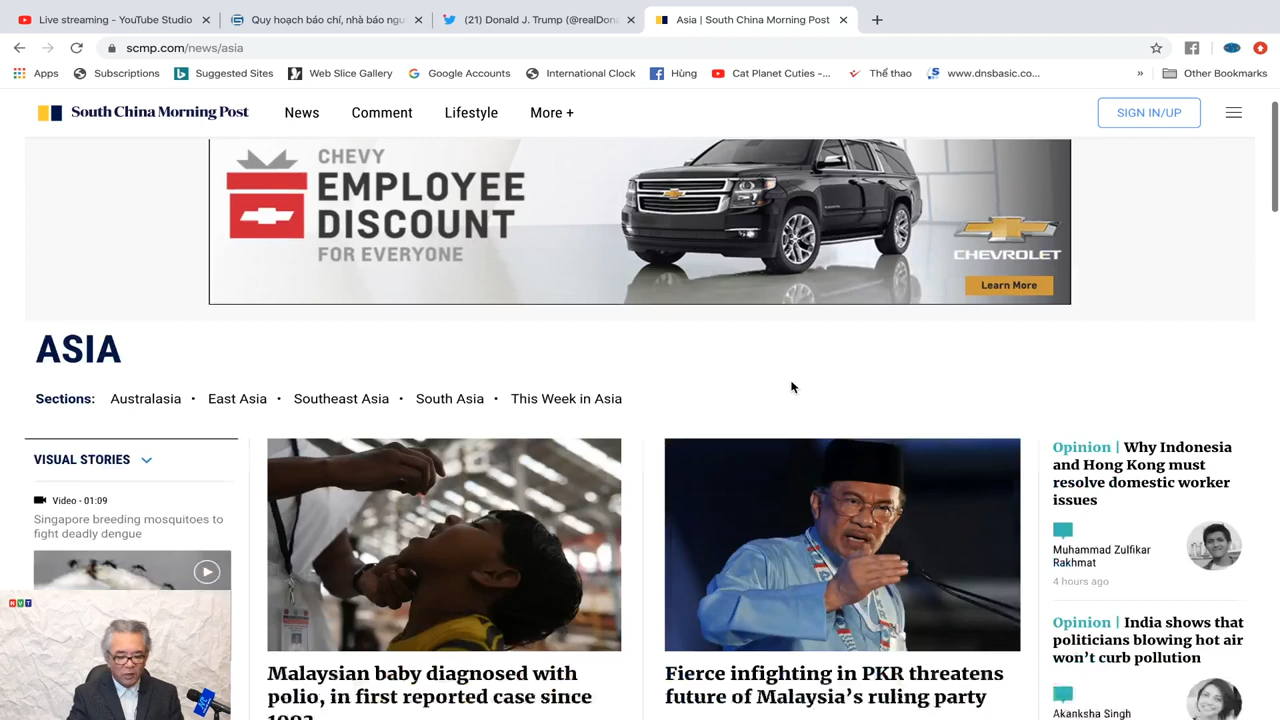 Live streaming - YouTube Studio
Quy hoạch báo chí, nhà báo
(21) Donald J. Trump (@realDon
Asia | South China Morning Post
scmp.com/news/asia
Apps
Subscriptions
Suggested Sites
Web Slice Gallery
Google Accounts
International Clock
Hùng
Cat Planet Cuties -...
Thể thao
www.dnsbasic.co...
»
Other Bookmarks
South China Morning Post
News
Comment
Lifestyle
More +
SIGN IN/UP
CHEVY
EMPLOYEE
DISCOUNT
FOR EVERYONE
CHEVROLET
Learn More
ASIA
Sections: Australasia • East Asia • Southeast Asia • South Asia • This Week in Asia
VISUAL STORIES
Video - 01:09
Singapore breeding mosquitoes to
fight deadly dengue
HVT
Malaysian baby diagnosed with
polio, in first reported case since
Fierce infighting in PKR threatens
future of Malaysia's ruling party
Opinion | Why Indonesia
and Hong Kong must
resolve domestic worker
issues
Muhammad Zulfikar
Rakhmat
4 hours ago
Opinion | India shows that
politicians blowing hot air
won't curb pollution
Akanksha Singh